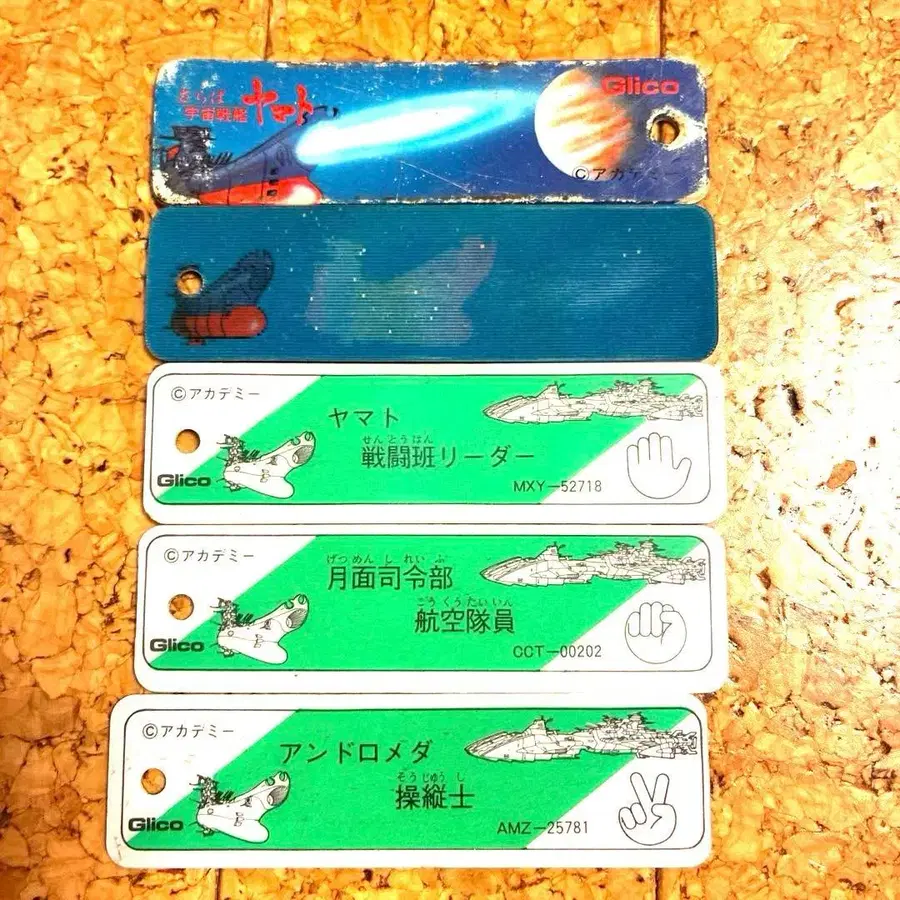 さらば
宇宙戦艦
ヤマト
Glico
Ⓒアカデミー
Ⓒアカデミー
ヤマト
せんとうはん
戦闘班リーダー
Glico
MXY-52718
Ⓒアカデミー
げつめんしれいぶ
月面司令部
こうくうたいいん
航空隊員
Glico
CCT-00202
Ⓒアカデミー
アンドロメダ
そうじゅうし
操縦士
Glico
AMZ-25781